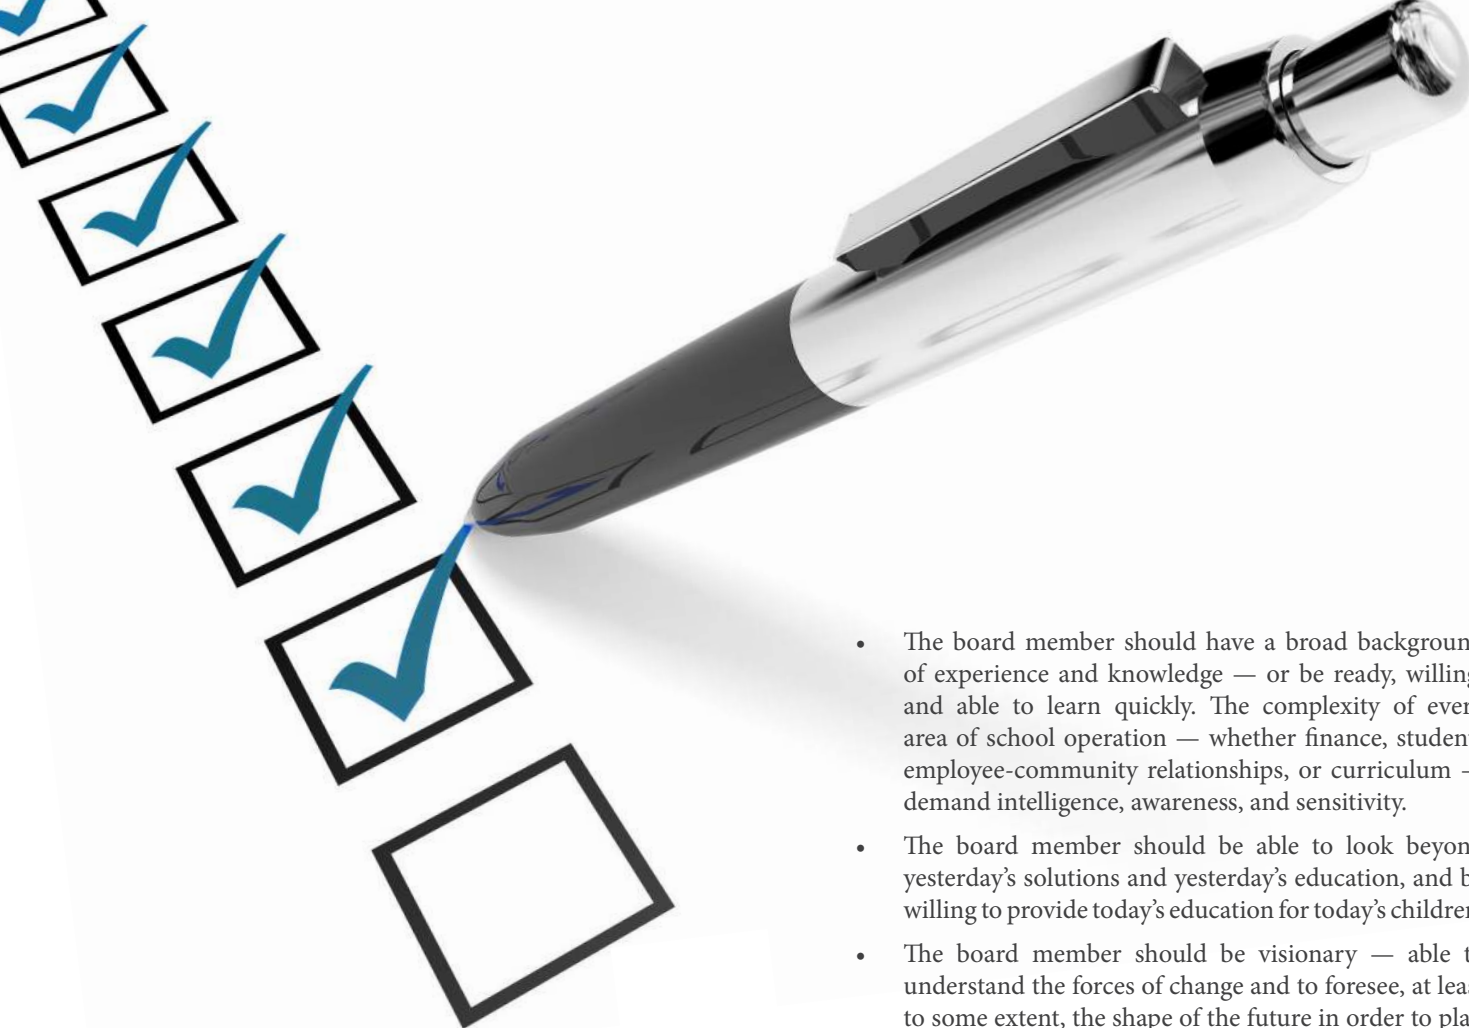 • The board member should have a broad backgroun
of experience and knowledge — or be ready, willing
and able to learn quickly. The complexity of ever
area of school operation — whether finance, student
employee-community relationships, or curriculum –
demand intelligence, awareness, and sensitivity.
• The board member should be able to look beyon
yesterday’s solutions and yesterday’s education, and b
willing to provide today’s education for today’s children
• The board member should be visionary — able t
understand the forces of change and to foresee, at leas
to some extent, the shape of the future in order to pla